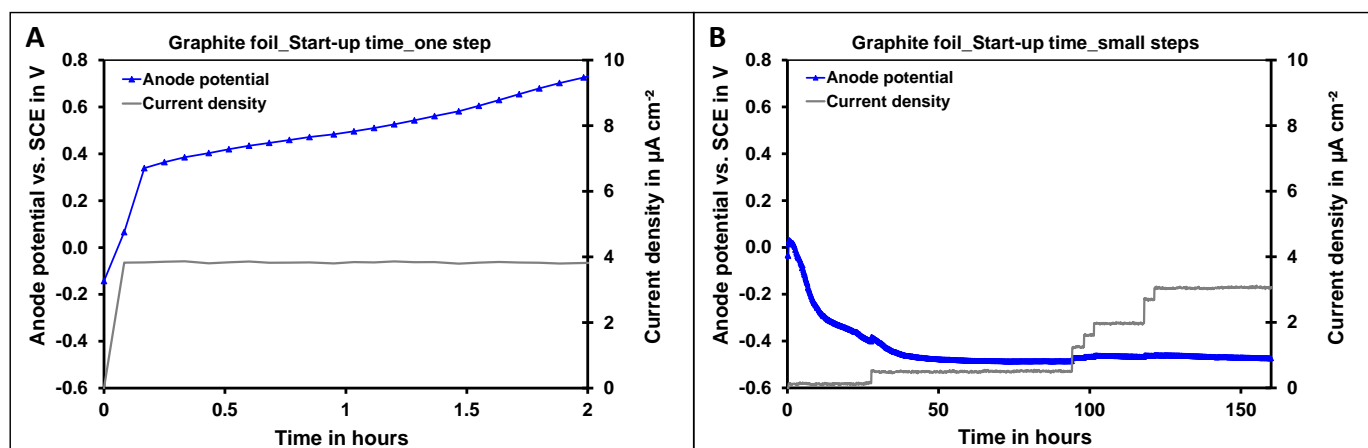 A
Graphite foil_Start-up time_one step
Anode potential
Current density
Anode potential vs. SCE in V
0.8
0.6
0.4
0.2
0.0
-0.2
-0.4
-0.6
Current density in µA cm⁻²
10
8
6
4
2
0
0
0.5
1
1.5
2
Time in hours
B
Graphite foil_Start-up time_small steps
Anode potential
Current density
Anode potential vs. SCE in V
0.8
0.6
0.4
0.2
0.0
-0.2
-0.4
-0.6
Current density in µA cm⁻²
10
8
6
4
2
0
0
50
100
150
Time in hours